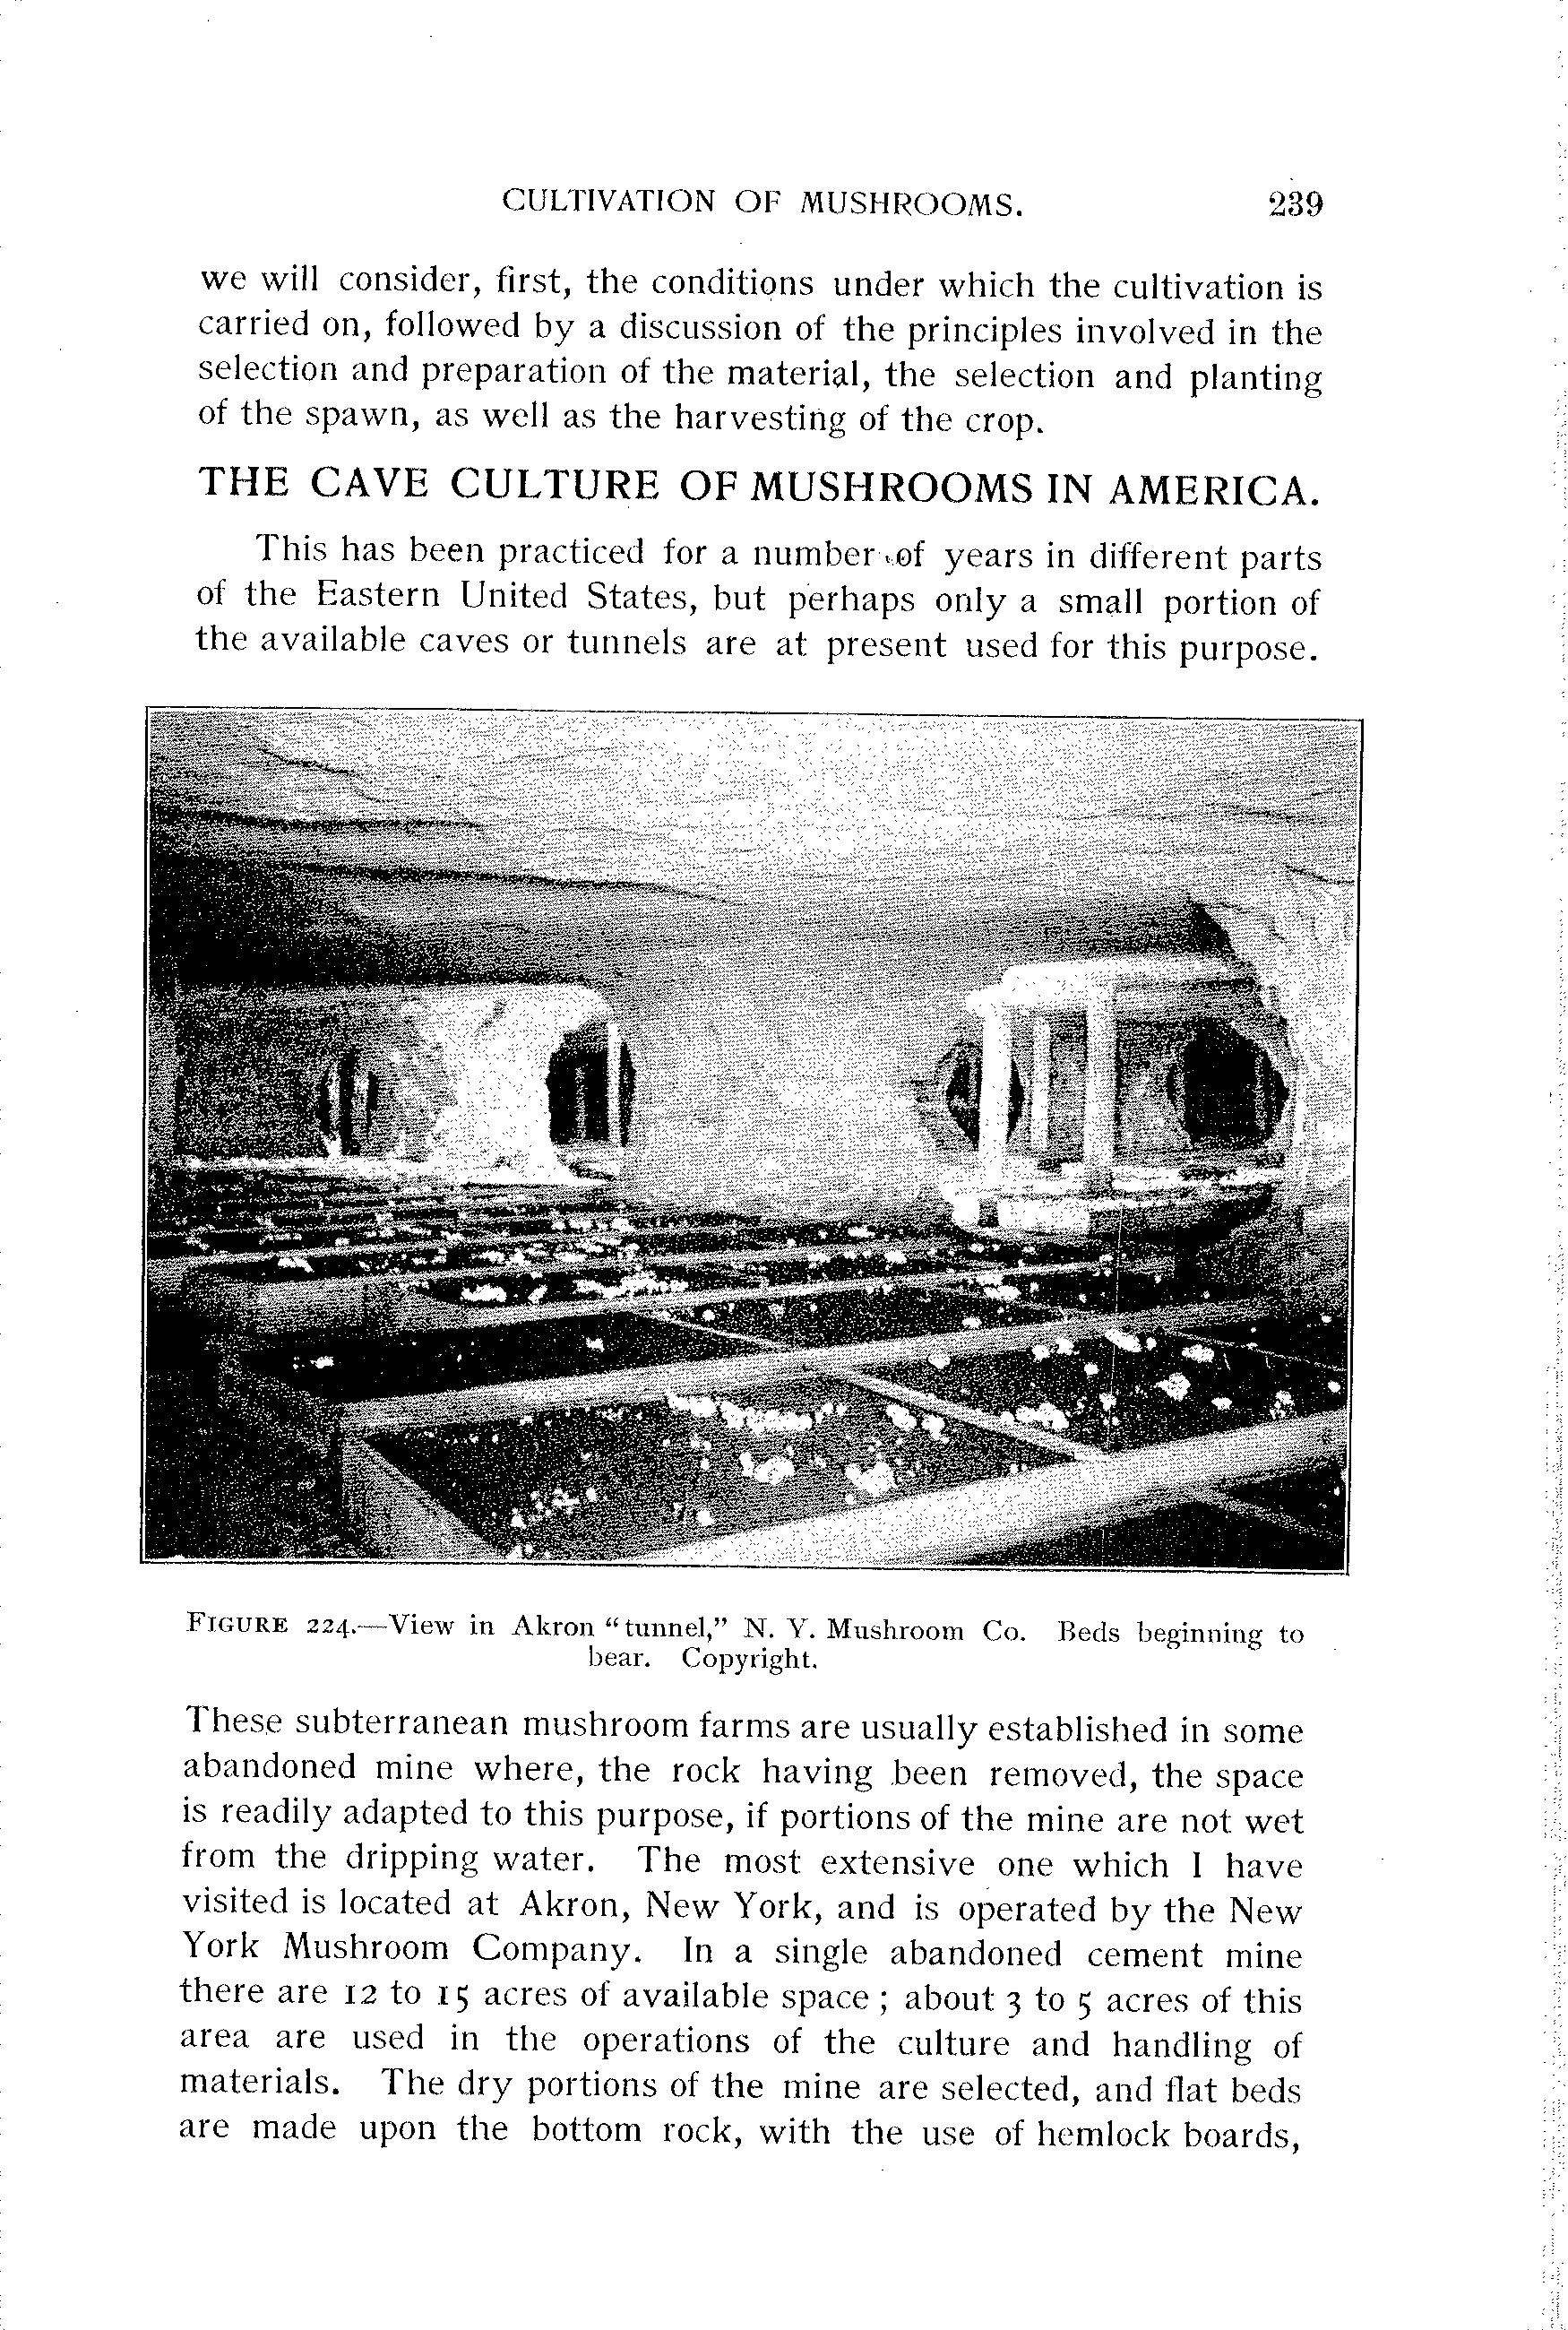 CULTIVATION OF MUSHROOMS. 239
we will consider, first, the conditions under which the cultivation is
carried on, followed by a discussion of the principles involved in the
selection and preparation of the material, the selection and planting
of the spawn, as well as the harvesting of the crop.
THE CAVE CULTURE OF MUSHROOMS IN AMERICA.
This has been practiced for a number of years in different parts
of the Eastern United States, but perhaps only a small portion of
the available caves or tunnels are at present used for this purpose.
FIGURE 224.—View in Akron “tunnel,” N. Y. Mushroom Co. Beds beginning to
bear. Copyright.
These subterranean mushroom farms are usually established in some
abandoned mine where, the rock having been removed, the space
is readily adapted to this purpose, if portions of the mine are not wet
from the dripping water. The most extensive one which I have
visited is located at Akron, New York, and is operated by the New
York Mushroom Company. In a single abandoned cement mine
there are 12 to 15 acres of available space; about 3 to 5 acres of this
area are used in the operations of the culture and handling of
materials. The dry portions of the mine are selected, and flat beds
are made upon the bottom rock, with the use of hemlock boards,